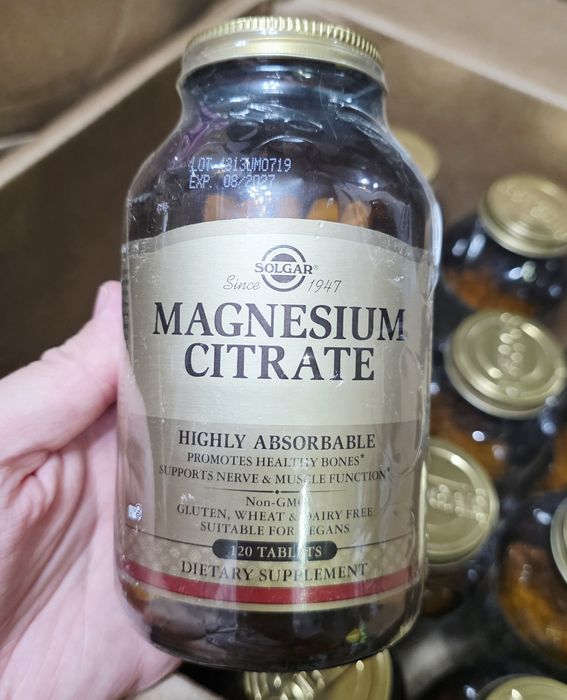 LOT 4313UM0719
EXP. 08/2027
SOLGAR®
Since 1947
MAGNESIUM
CITRATE
HIGHLY ABSORBABLE
PROMOTES HEALTHY BONES*
SUPPORTS NERVE & MUSCLE FUNCTION*
Non-GMO
GLUTEN, WHEAT & DAIRY FREE
SUITABLE FOR VEGANS
120 TABLETS
DIETARY SUPPLEMENT